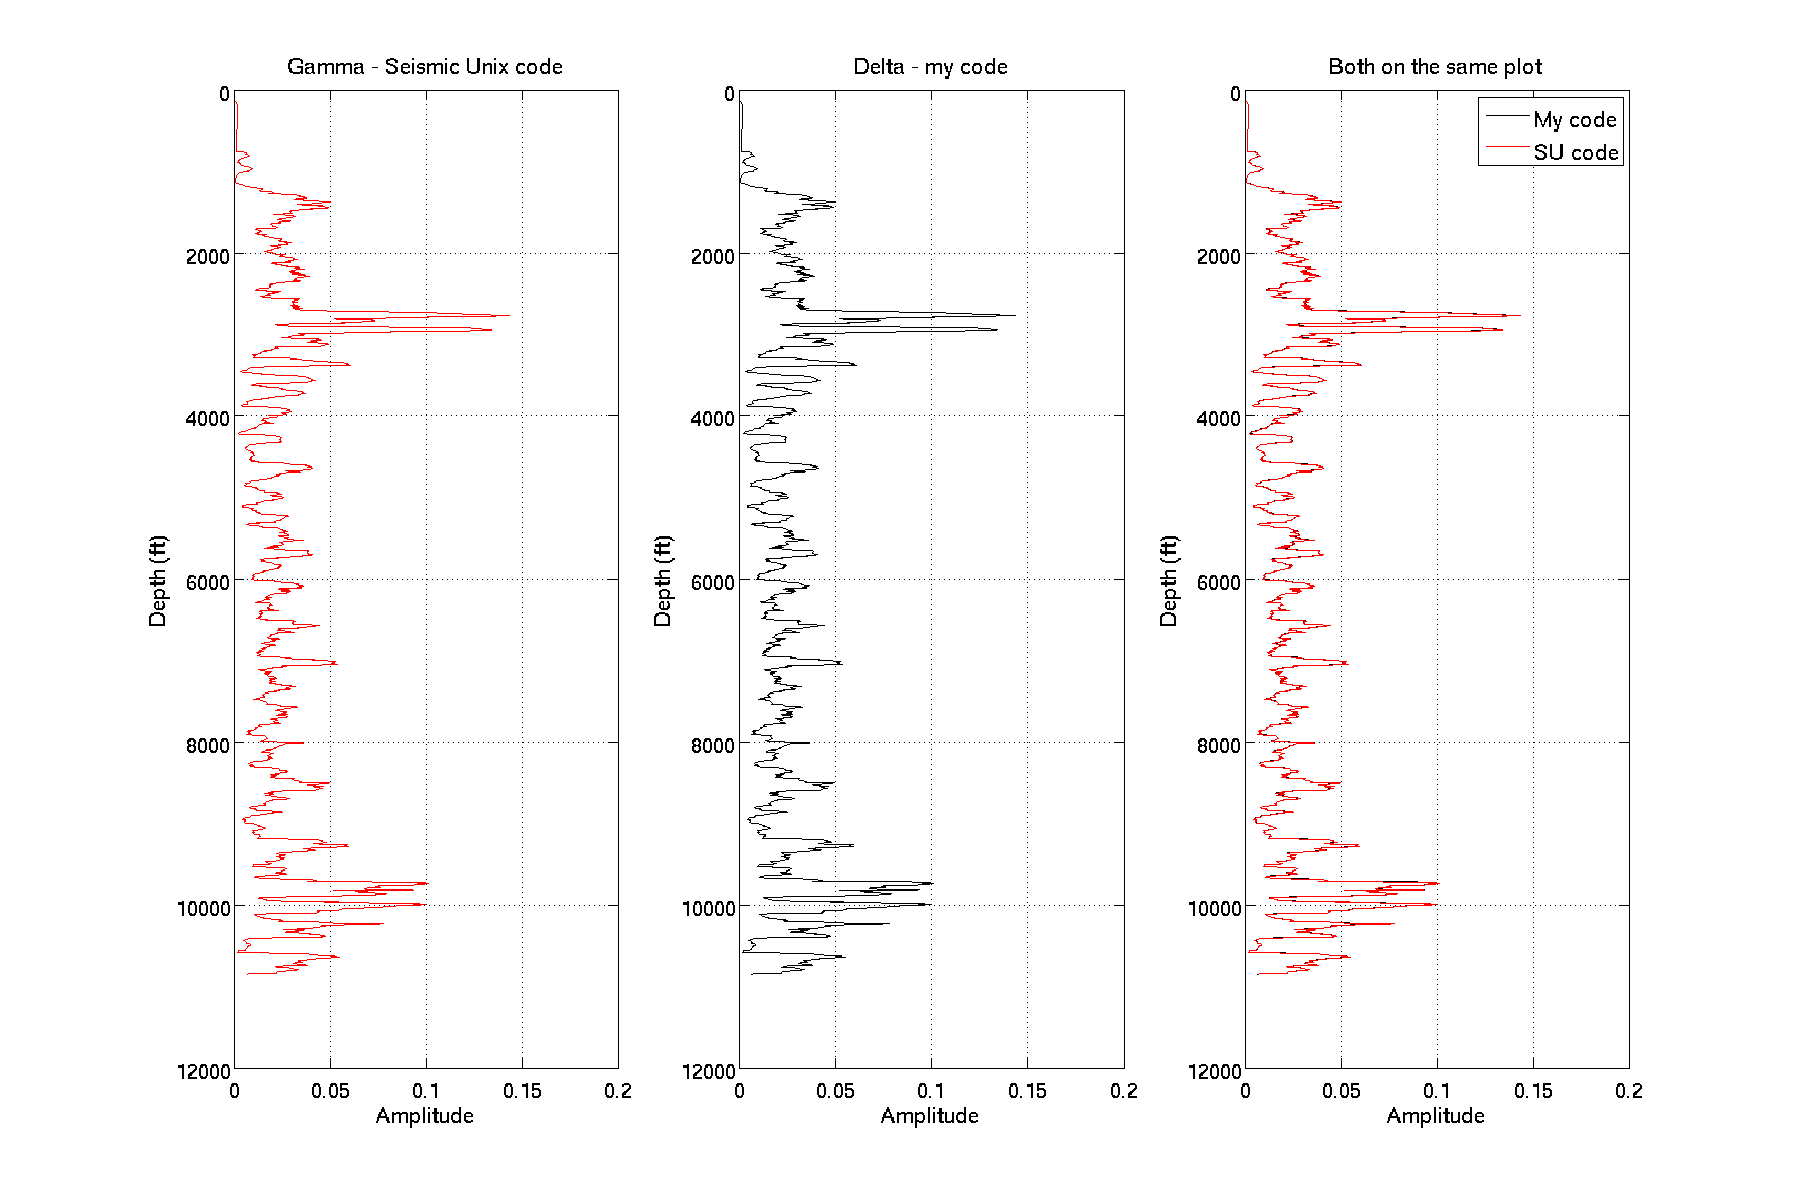 Gamma - Seismic Unix code
0
2000
4000
6000
8000
10000
12000
0 0.05 0.1 0.15 0.2
Depth (ft)
Amplitude
Delta - my code
0
2000
4000
6000
8000
10000
12000
0 0.05 0.1 0.15 0.2
Depth (ft)
Amplitude
Both on the same plot
My code
SU code
0
2000
4000
6000
8000
10000
12000
0 0.05 0.1 0.15 0.2
Depth (ft)
Amplitude